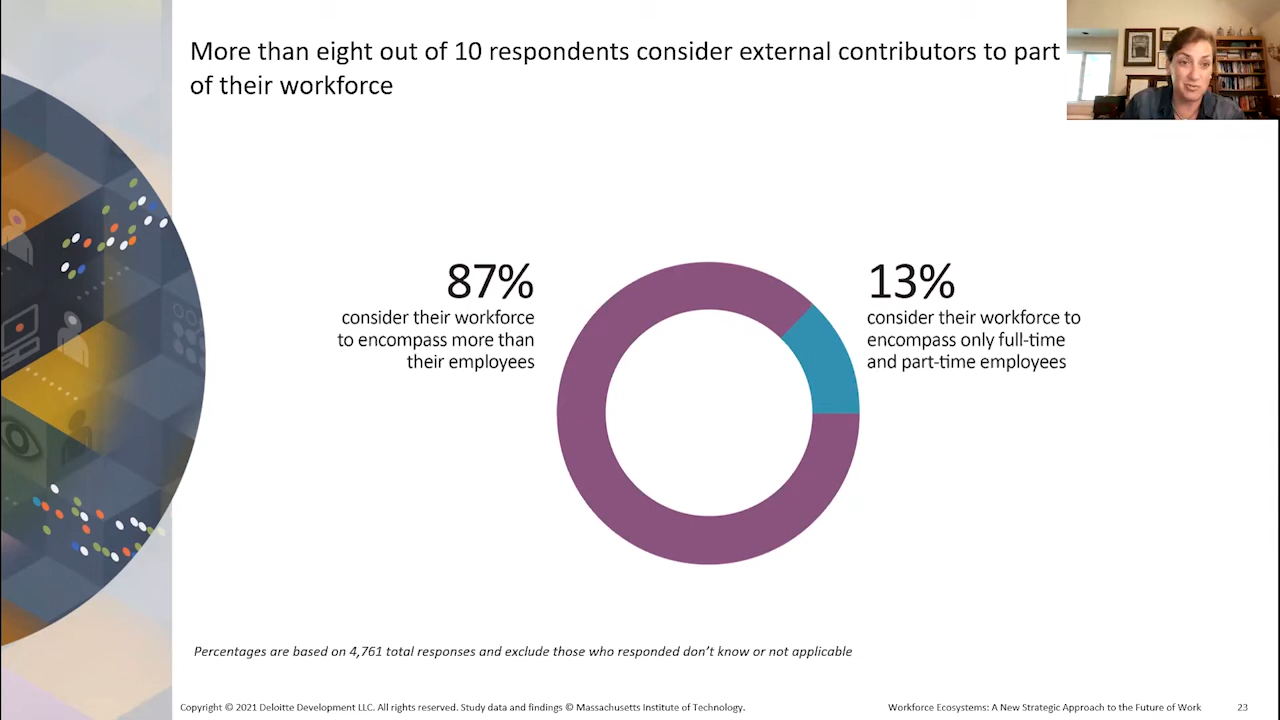 More than eight out of 10 respondents consider external contributors to part
of their workforce
87%
consider their workforce
to encompass more than
their employees
13%
consider their workforce to
encompass only full-time
and part-time employees
Percentages are based on 4,761 total responses and exclude those who responded don't know or not applicable
Copyright © 2021 Deloitte Development LLC. All rights reserved. Study data and findings © Massachusetts Institute of Technology.
Workforce Ecosystems: A New Strategic Approach to the Future of Work 23